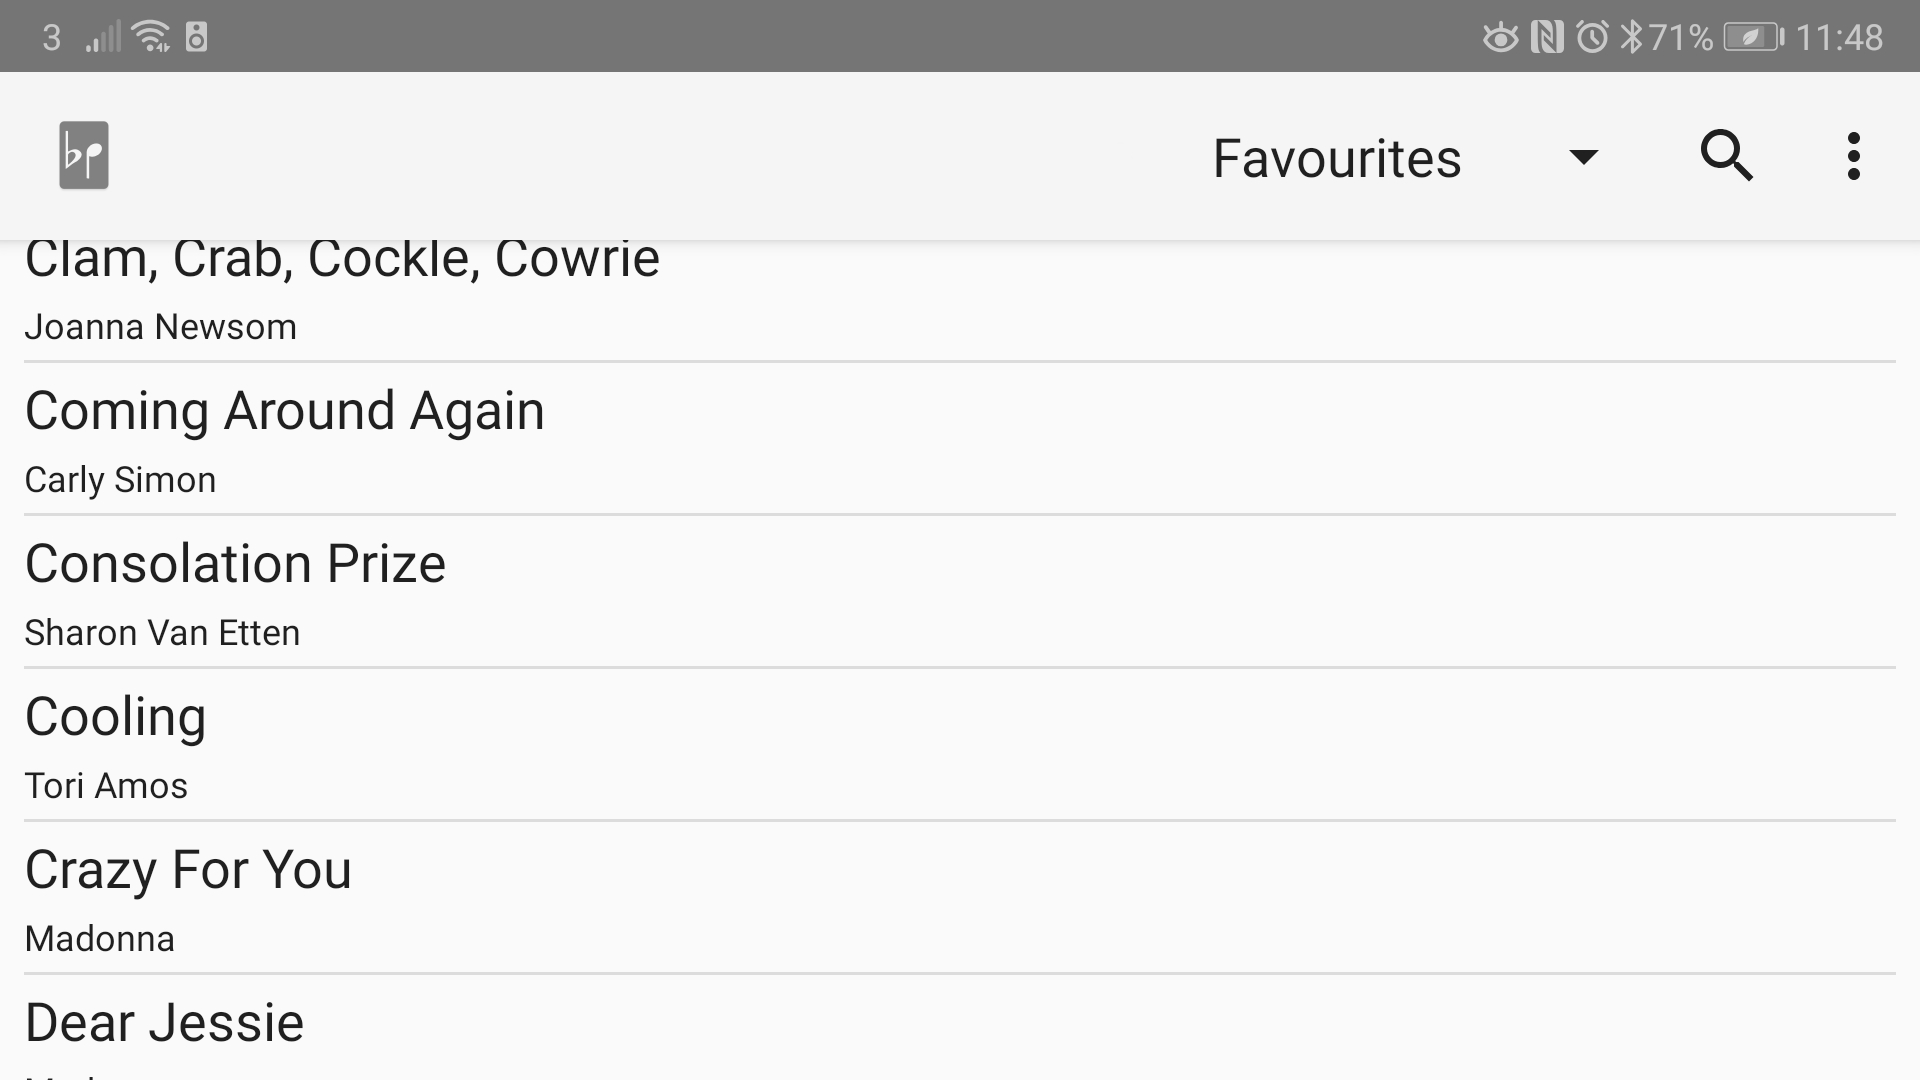 3 71% 11:48
bp Favourites
Clam, Crab, Cockle, Cowrie
Joanna Newsom
Coming Around Again
Carly Simon
Consolation Prize
Sharon Van Etten
Cooling
Tori Amos
Crazy For You
Madonna
Dear Jessie